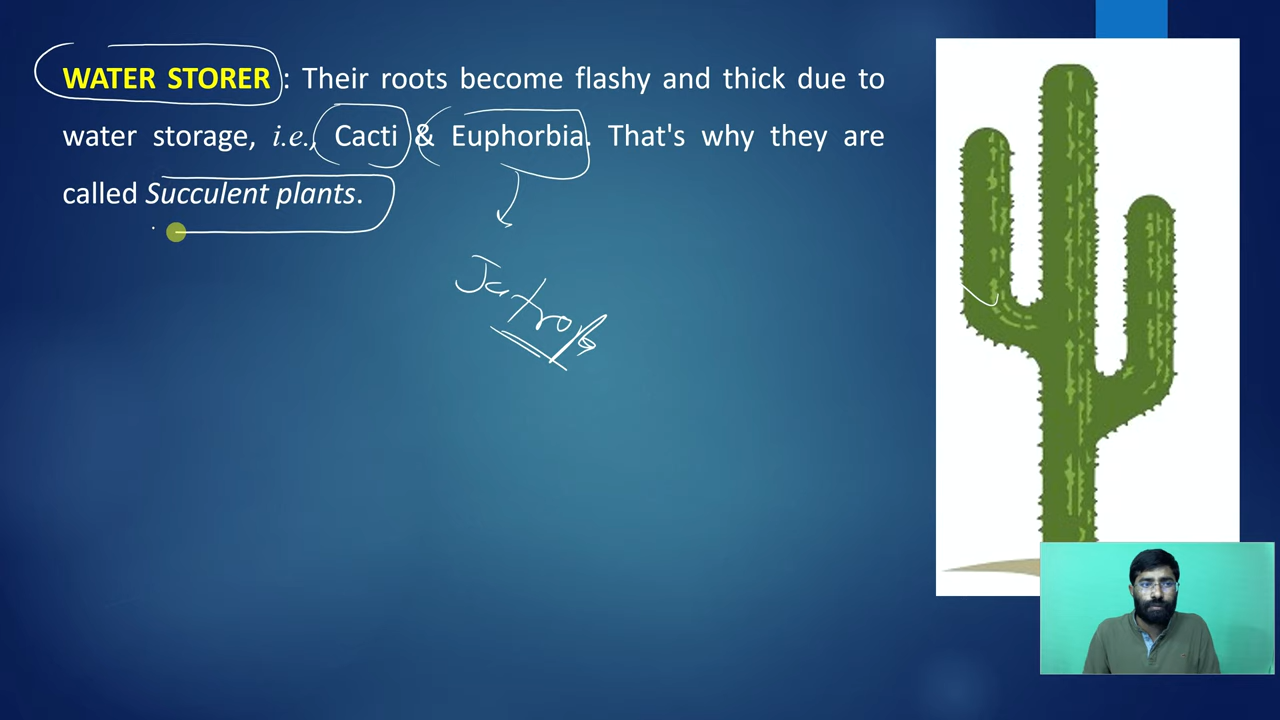 WATER STORER : Their roots become flashy and thick due to
water storage, i.e., Cacti & Euphorbia. That's why they are
called Succulent plants.